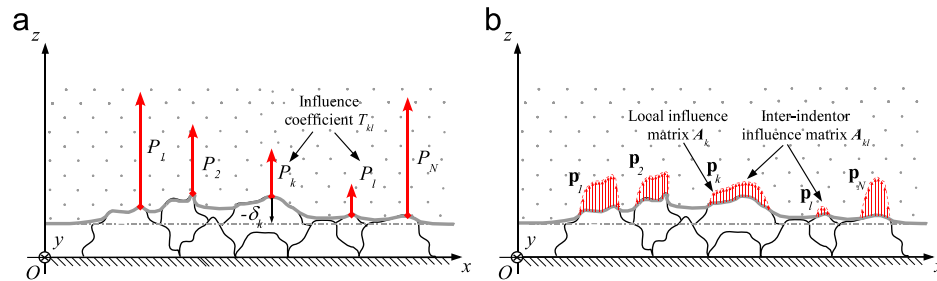 a
z
Influence
coefficient T_kl
P_1
P_2
P_k
P_l
P_N
-δ_k
y
O
x
b
z
Local influence
matrix A_k
Inter-indentor
influence matrix A_kl
p_1
p_2
p_k
p_l
p_N
y
O
x